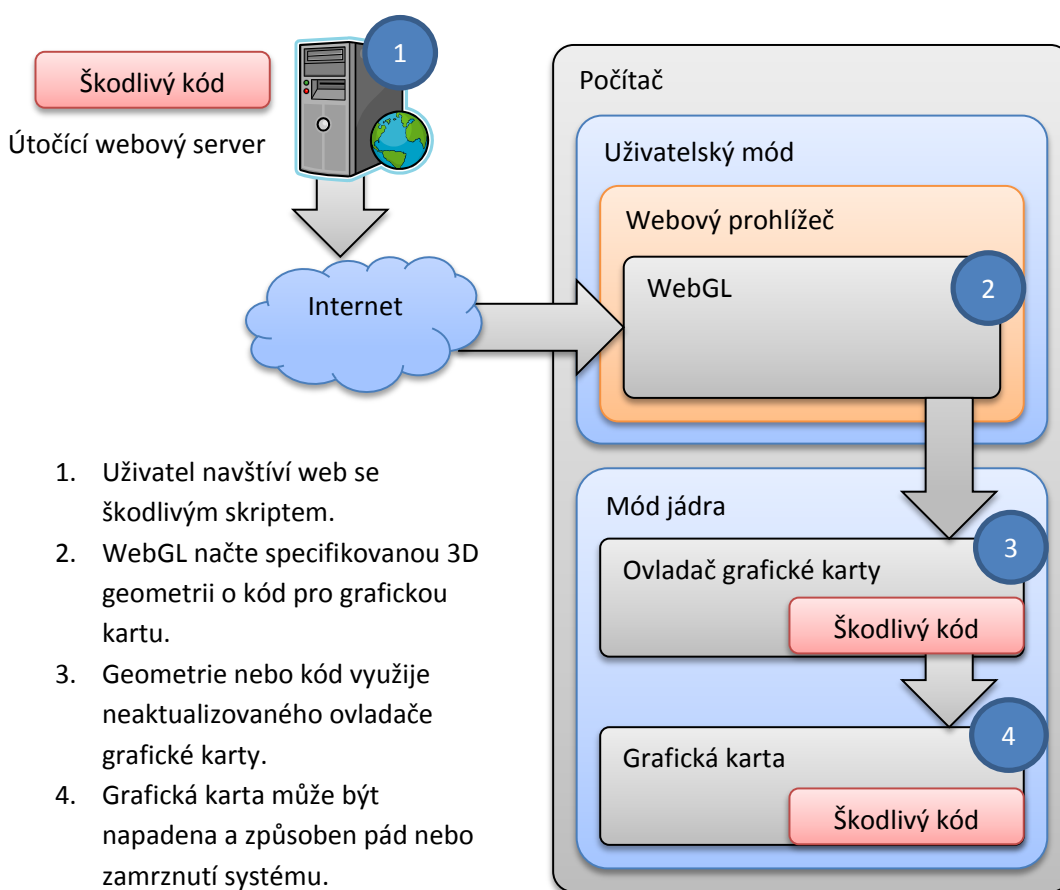 1
Škodlivý kód
Útočící webový server
Internet
Počítač
Uživatelský mód
Webový prohlížeč
WebGL
2
Mód jádra
3
Ovladač grafické karty
Škodlivý kód
4
Grafická karta
Škodlivý kód
1. Uživatel navštíví web se
škodlivým skriptem.
2. WebGL načte specifikovanou 3D
geometrii o kód pro grafickou
kartu.
3. Geometrie nebo kód využije
neaktualizovaného ovladače
grafické karty.
4. Grafická karta může být
napadena a způsoben pád nebo
zamrznutí systému.